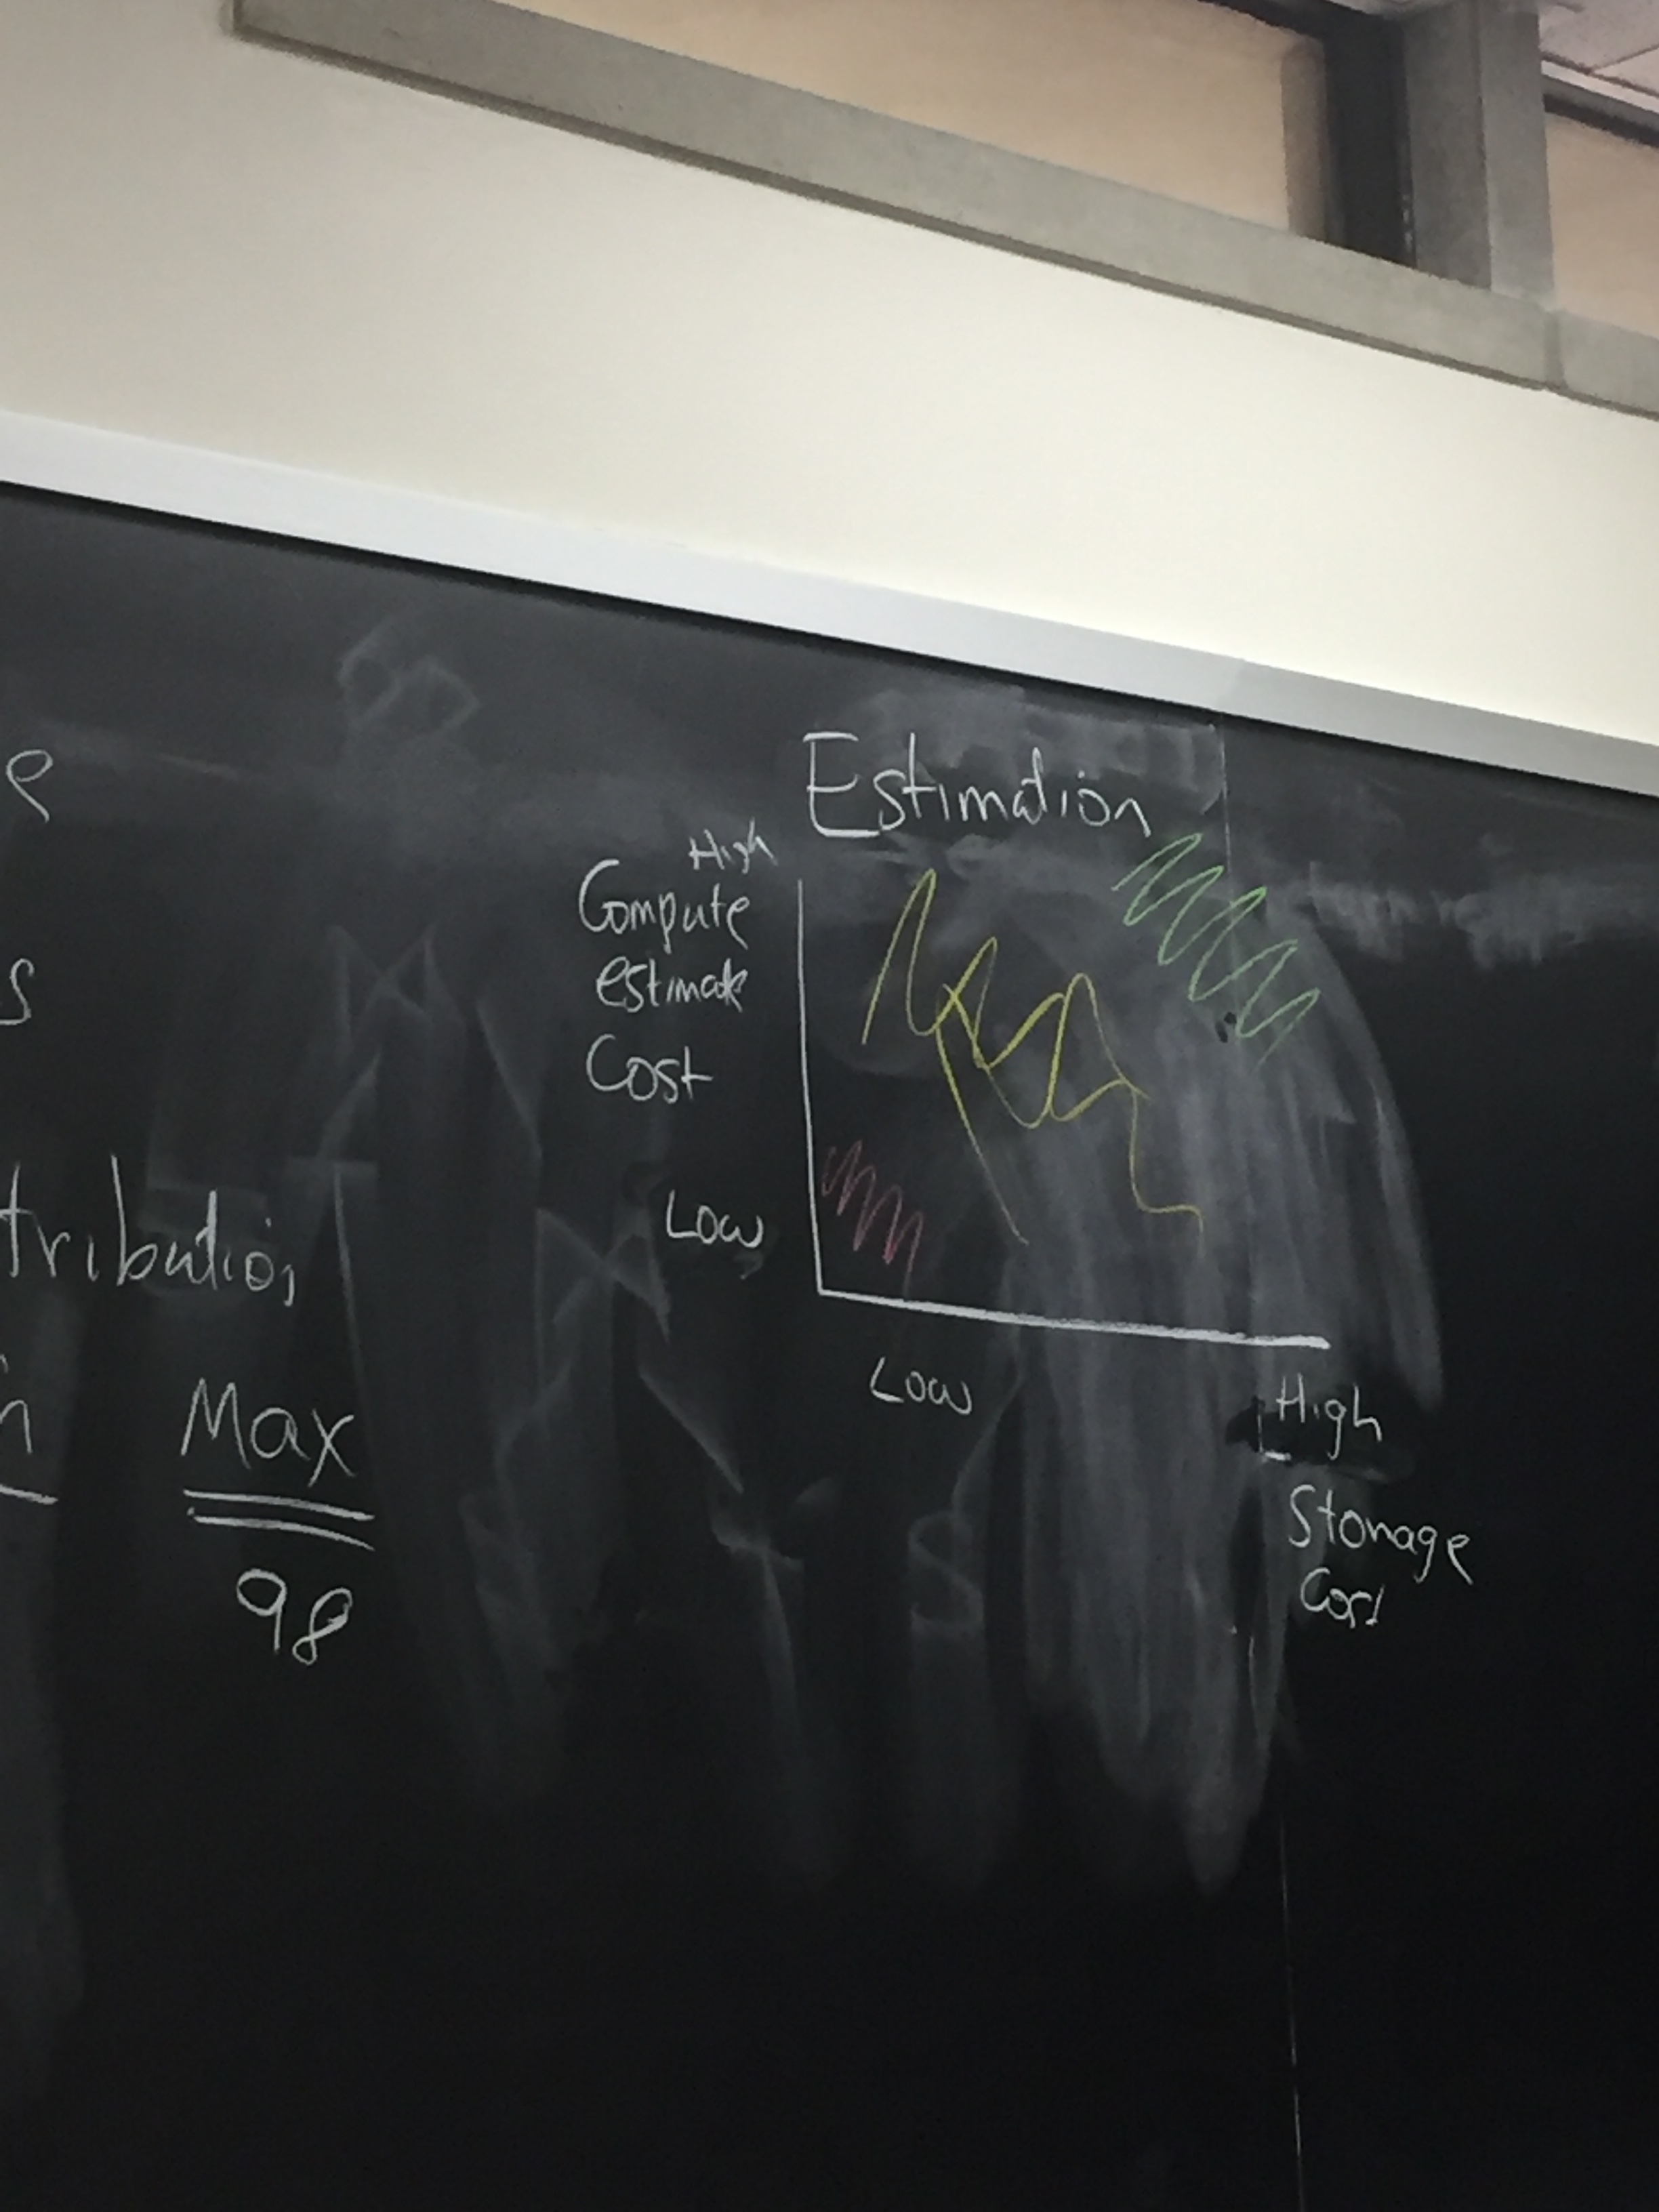 e
s
tribution
n
Max
98
Estimation
High
Compute
estimate
Cost
Low
Low
High
Storage
Cost